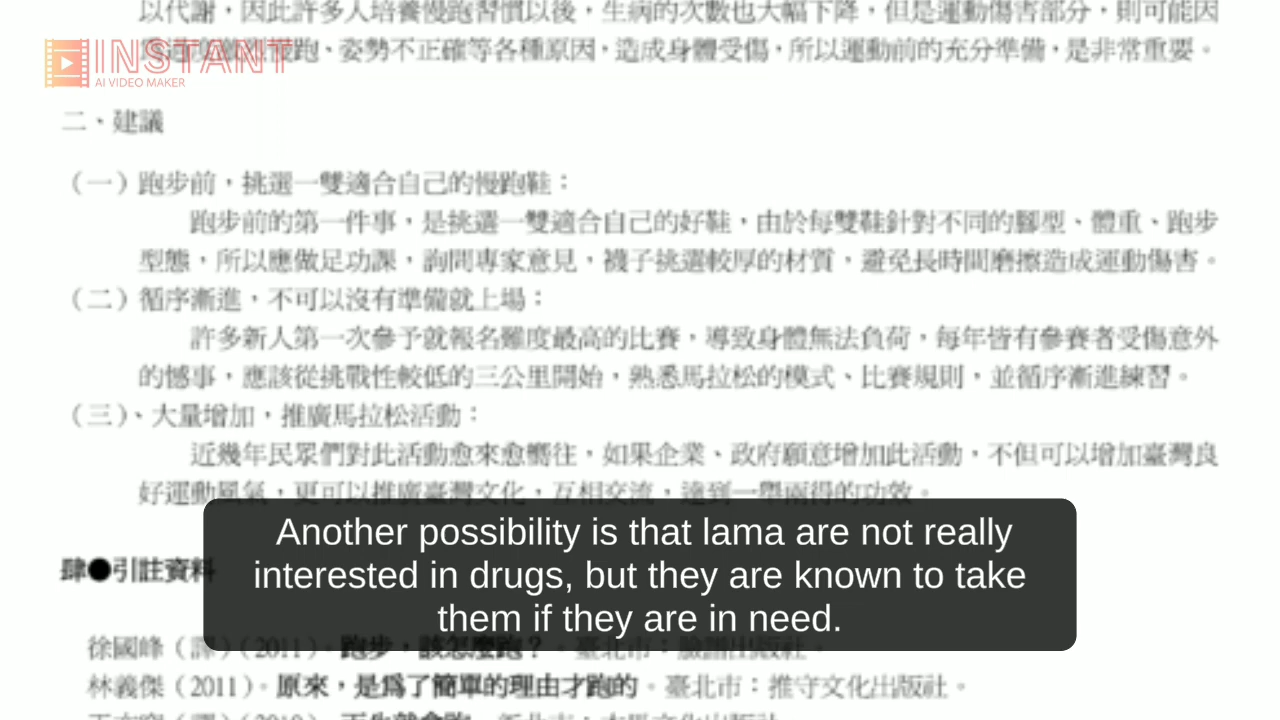 以代謝，因此許多人培養慢跑習慣以後，生病的次數也大幅下降，但是運動傷害部分，則可能因
慢跑、姿勢不正確等各種原因，造成身體受傷，所以運動前的充分準備，是非常重要。
INSTANT
AI VIDEO MAKER
二、建議
（一）跑步前，挑選一雙適合自己的慢跑鞋：
跑步前的第一件事，是挑選一雙適合自己的好鞋，由於每雙鞋針對不同的腳型、體重、跑步
型態，所以應做足功課，詢問專家意見，襪子挑選較厚的材質，避免長時間磨擦造成運動傷害。
（二）循序漸進，不可以沒有準備就上場：
許多新人第一次參予就報名難度最高的比賽，導致身體無法負荷，每年皆有參賽者受傷意外
的憾事，應該從挑戰性較低的三公里開始，熟悉馬拉松的模式、比賽規則，並循序漸進練習。
（三）、大量增加，推廣馬拉松活動：
近幾年民眾們對此活動愈來愈嚮往，如果企業、政府願意增加此活動，不但可以增加臺灣良
好運動風氣，更可以推廣臺灣文化，互相交流，達到一舉兩得的功效。
肆●引註資料
Another possibility is that lama are not really
interested in drugs, but they are known to take
them if they are in need.
徐國峰（譯）（2011）。跑步，該怎麼跑？。臺北市：臉譜出版社。
林義傑（2011）。原來，是爲了簡單的理由才跑的。臺北市：推守文化出版社。